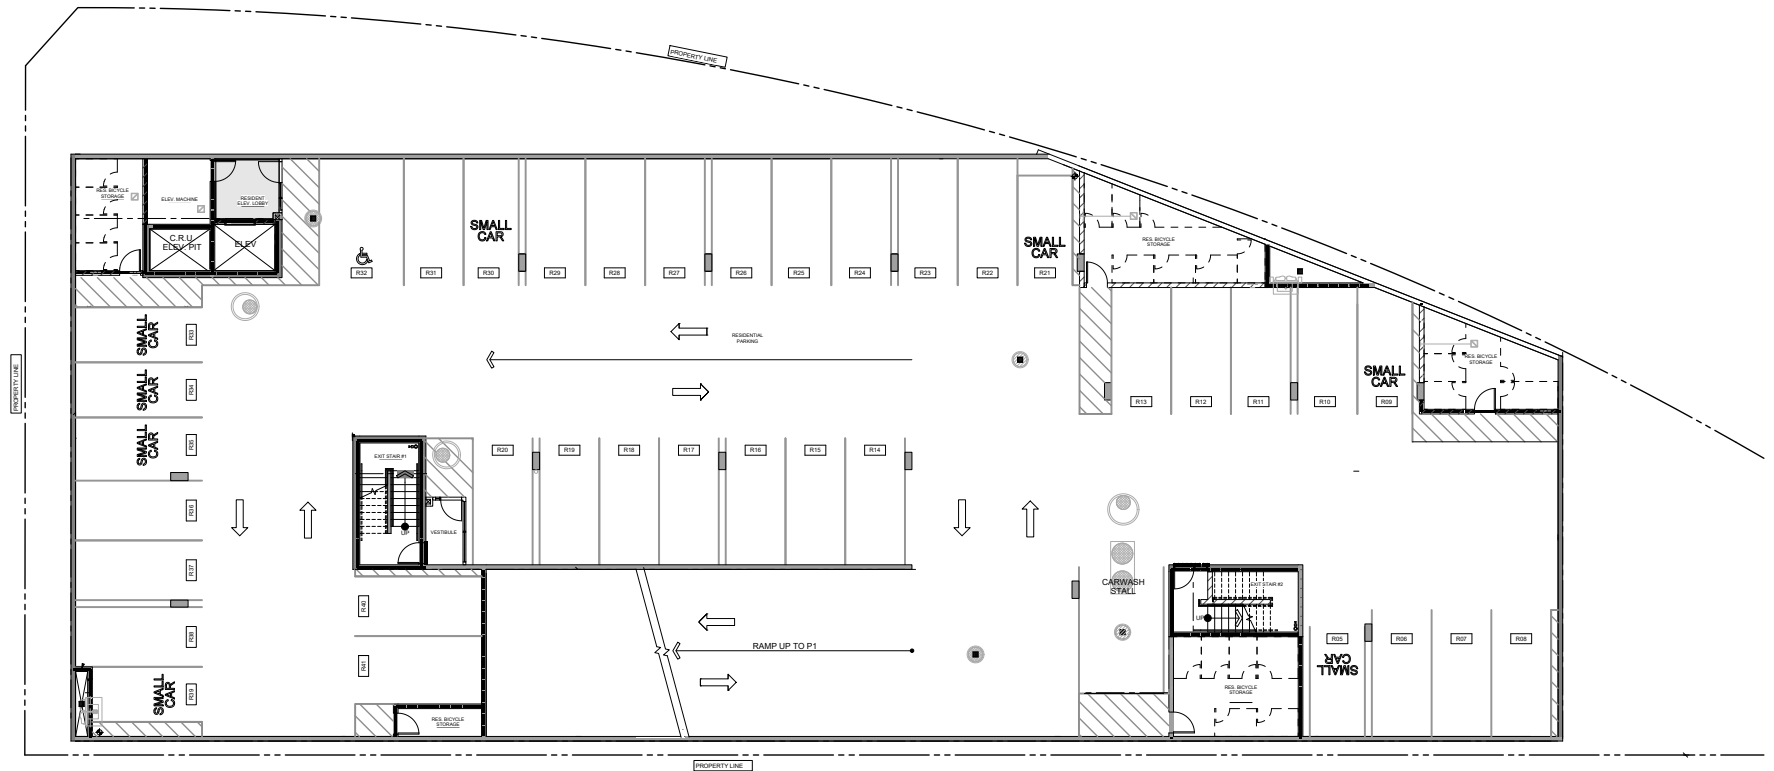 PROPERTY LINE
RES. BICYCLE
STORAGE
ELEV. MACHINE
RESIDENT
ELEV. LOBBY
C.R.U
ELEV. PIT
ELEV
SMALL
CAR
SMALL
CAR
RES. BICYCLE
STORAGE
R32
R31
R30
R29
R28
R27
R26
R25
R24
R23
R22
R21
SMALL
CAR
R33
RESIDENTIAL
PARKING
RES. BICYCLE
STORAGE
PROPERTY LINE
SMALL
CAR
R34
SMALL
CAR
R13
R12
R11
R10
R09
SMALL
CAR
R35
EXIT STAIR #1
R20
R19
R18
R17
R16
R15
R14
R36
UP
VESTIBULE
R37
CARWASH
STALL
EXIT STAIR #2
UP
R40
R38
R05
R06
R07
R08
SMALL
CAR
RAMP UP TO P1
R41
SMALL
CAR
R39
RES. BICYCLE
STORAGE
RES. BICYCLE
STORAGE
PROPERTY LINE